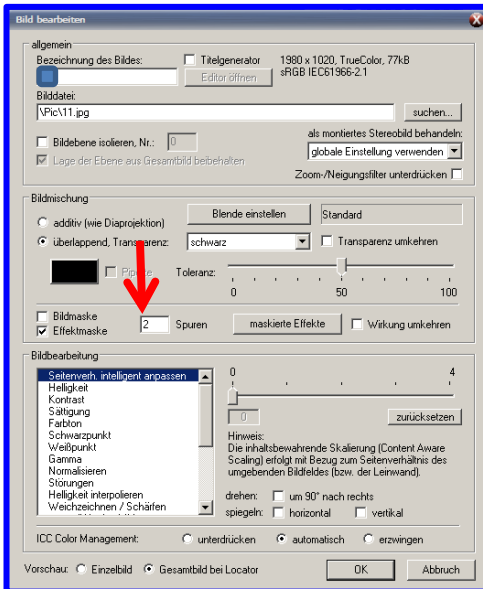 Bild bearbeiten
allgemein
Bezeichnung des Bildes:
Titelgenerator
1980 x 1020, TrueColor, 77kB
Editor öffnen
sRGB IEC61966-2.1
Bilddatei:
\Pic\11.jpg
suchen...
als montiertes Stereobild behandeln:
Bildebene isolieren, Nr.:
0
globale Einstellung verwenden
Lage der Ebene aus Gesamtbild beibehalten
Zoom-/Neigungsfilter unterdrücken
Bildmischung
additiv (wie Diaprojektion)
Blende einstellen
Standard
überlappend, Transparenz:
schwarz
Transparenz umkehren
Toleranz:
0
50
100
Bildmaske
Effektmaske
2
Spuren
maskierte Effekte
Wirkung umkehren
Bildbearbeitung
Seitenverh. intelligent anpassen
Helligkeit
Kontrast
Sättigung
Farbton
Schwarzpunkt
Weißpunkt
Gamma
Normalisieren
Störungen
Helligkeit interpolieren
Weichzeichnen / Schärfen
0
4
0
zurücksetzen
Hinweis:
Die inhaltsbewahrende Skalierung (Content Aware
Scaling) erfolgt mit Bezug zum Seitenverhältnis des
umgebenden Bildfeldes (bzw. der Leinwand).
drehen:
um 90° nach rechts
spiegeln:
horizontal
vertikal
ICC Color Management:
unterdrücken
automatisch
erzwingen
Vorschau:
Einzelbild
Gesamtbild bei Locator
OK
Abbruch